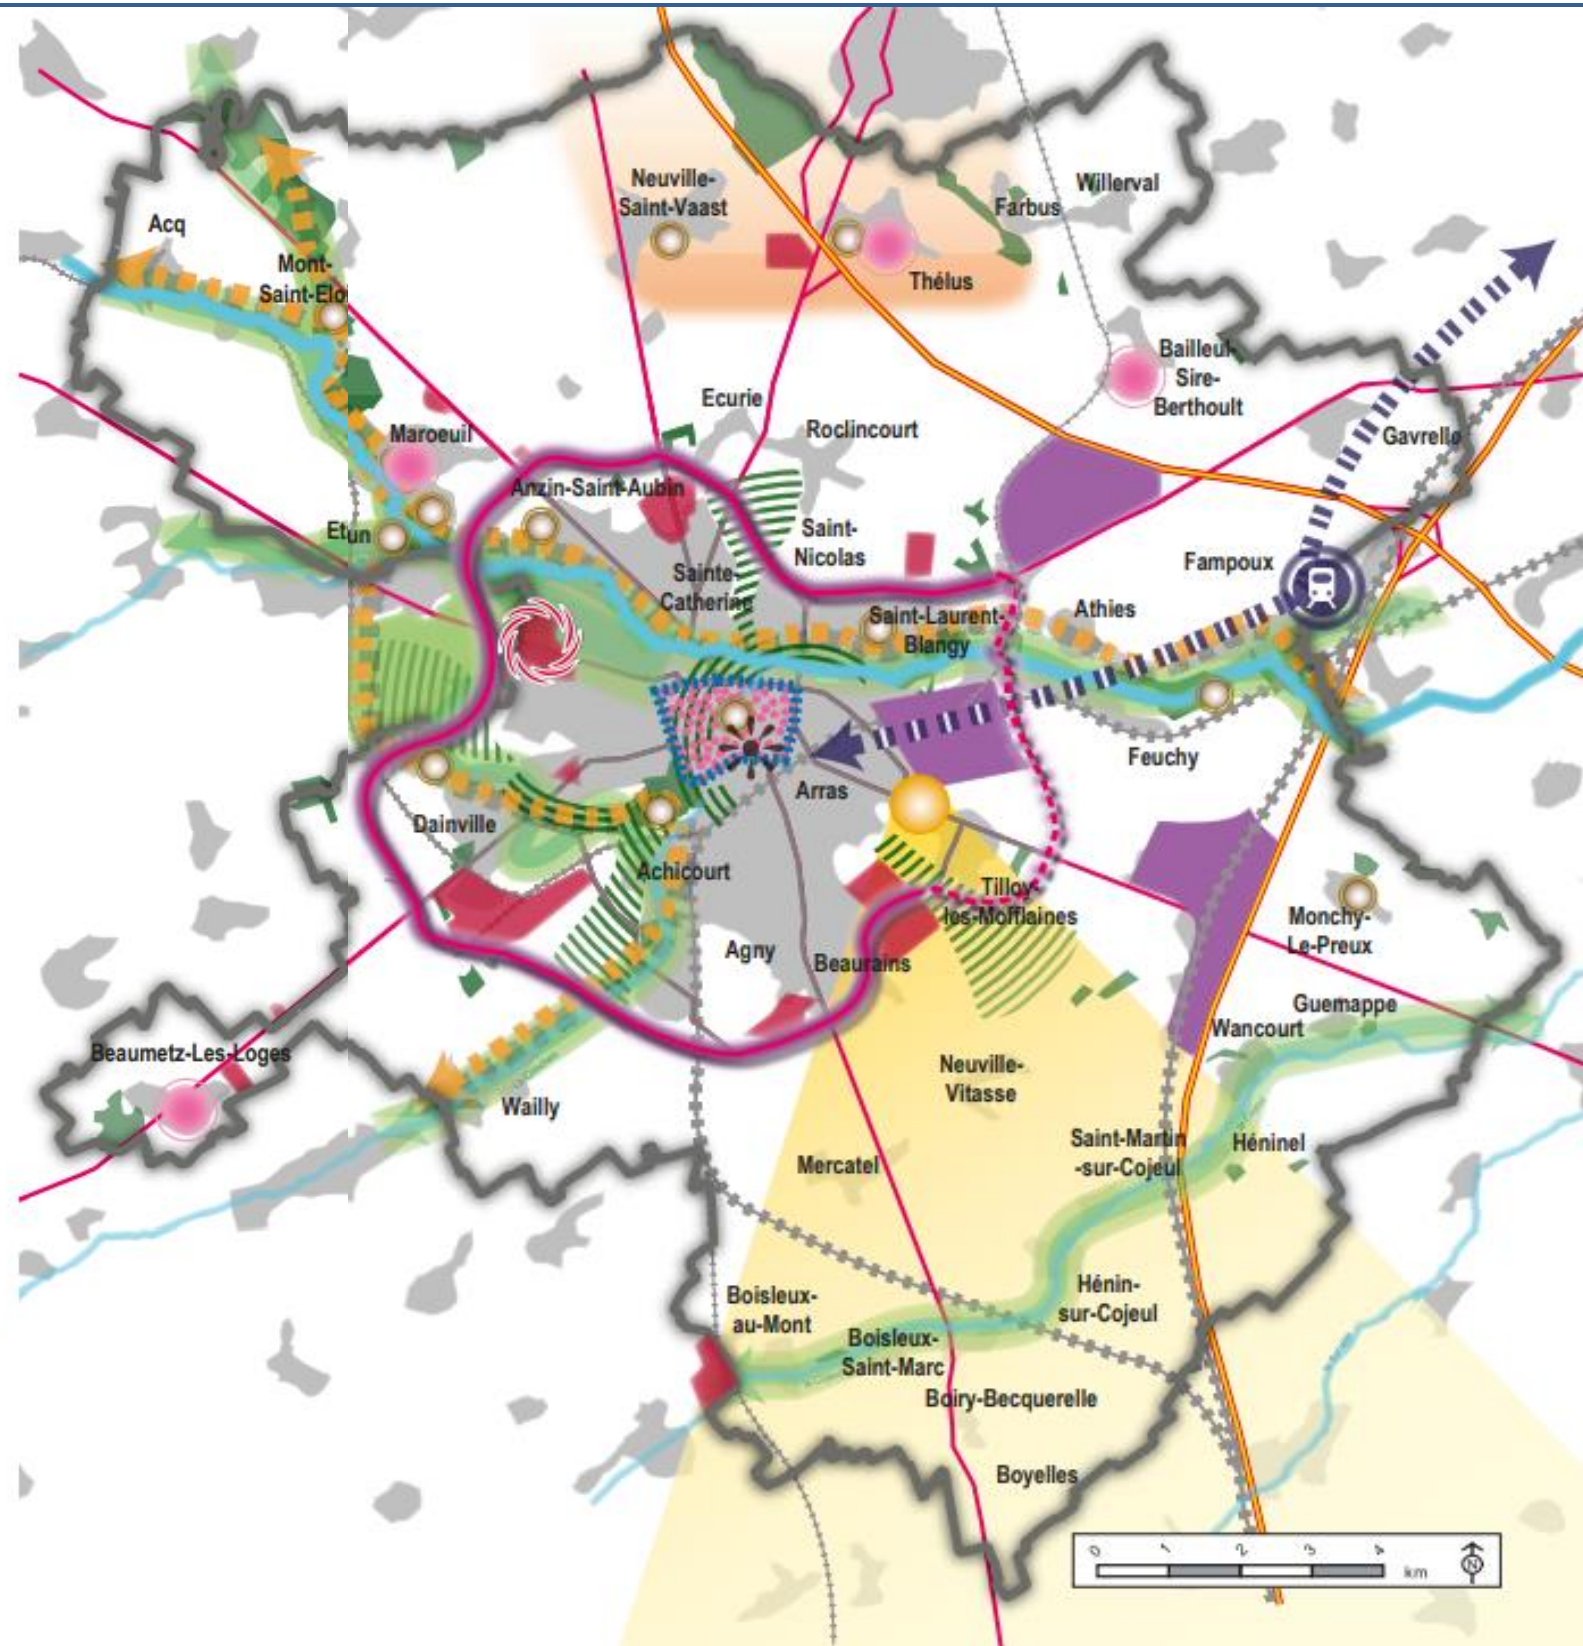 Neuville-
Saint-Vaast
Willerval
Farbus
Acq
Mont-
Saint-Elo
Thélus
Bailleul-
Sire-
Berthoult
Ecurie
Roclincourt
Maroeuil
Gavrelle
Anzin-Saint-Aubin
Etun
Saint-
Nicolas
Fampoux
Sainte-
Catherine
Saint-Laurent-
Blangy
Athies
Feuchy
Arras
Dainville
Achicourt
Tilloy-
les-Mofflaines
Monchy-
Le-Preux
Agny
Beaurains
Guemappe
Wancourt
Beaumetz-Les-Loges
Neuville-
Vitasse
Wailly
Saint-Martin
-sur-Cojeul
Héninel
Mercatel
Boisleux-
au-Mont
Hénin-
sur-Cojeul
Boisleux-
Saint-Marc
Boiry-Becquerelle
Boyelles
0 1 2 3 4
km
N